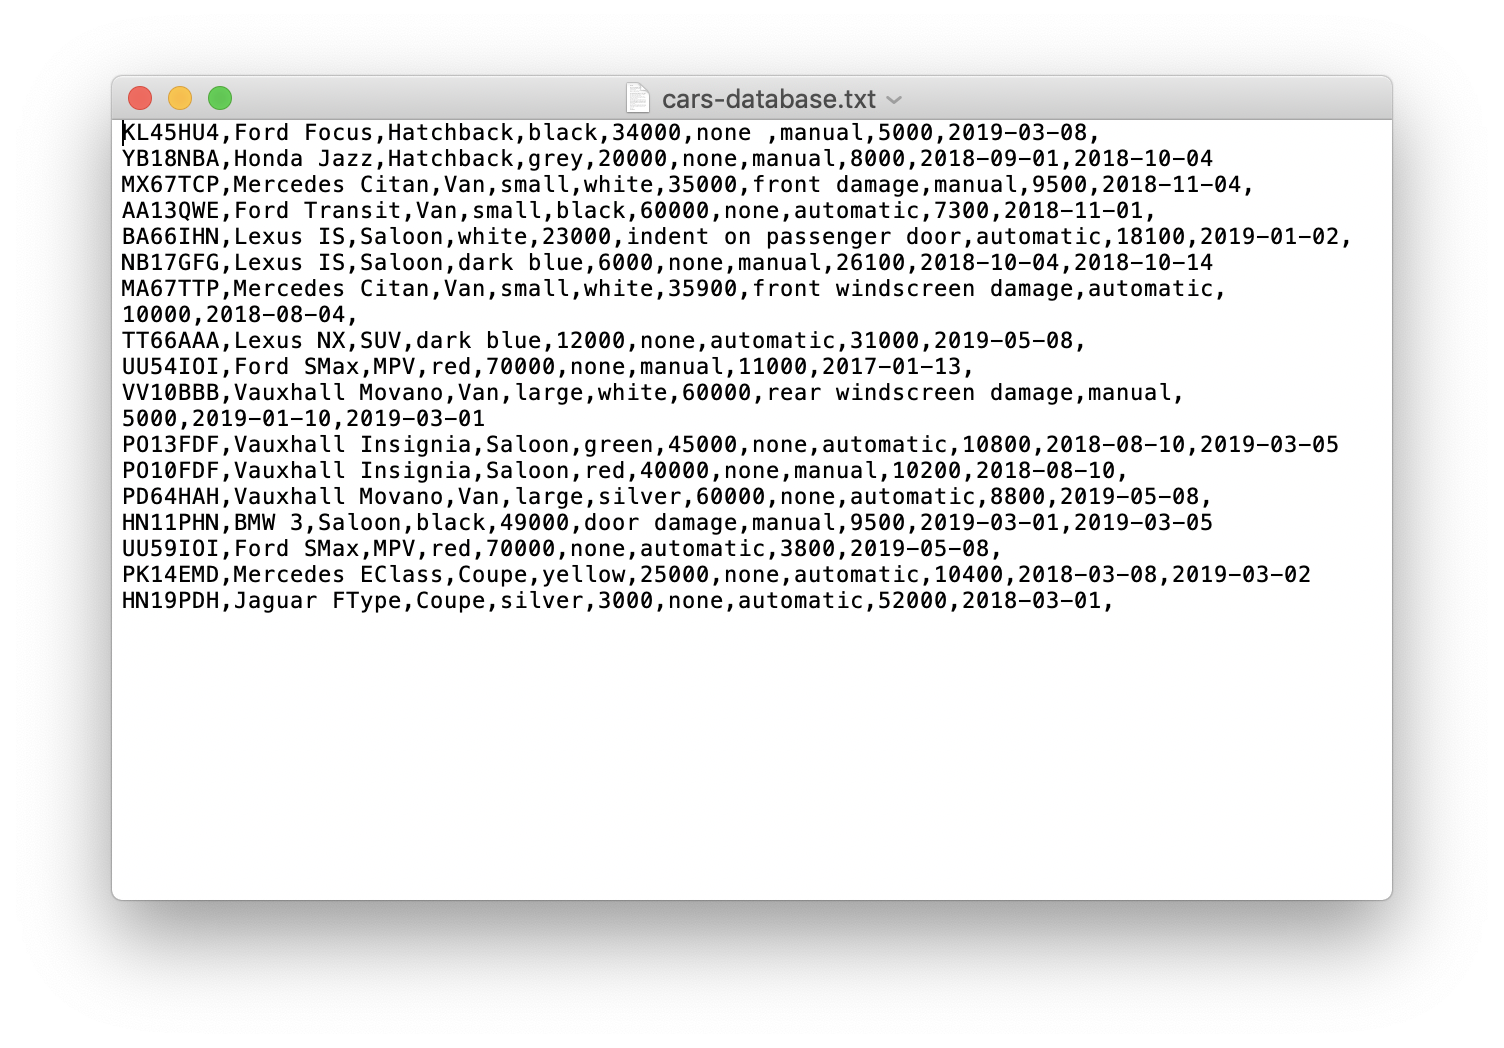 cars-database.txt
KL45HU4,Ford Focus,Hatchback,black,34000,none ,manual,5000,2019-03-08,
YB18NBA,Honda Jazz,Hatchback,grey,20000,none,manual,8000,2018-09-01,2018-10-04
MX67TCP,Mercedes Citan,Van,small,white,35000,front damage,manual,9500,2018-11-04,
AA13QWE,Ford Transit,Van,small,black,60000,none,automatic,7300,2018-11-01,
BA66IHN,Lexus IS,Saloon,white,23000,indent on passenger door,automatic,18100,2019-01-02,
NB17GFG,Lexus IS,Saloon,dark blue,6000,none,manual,26100,2018-10-04,2018-10-14
MA67TTP,Mercedes Citan,Van,small,white,35900,front windscreen damage,automatic,
10000,2018-08-04,
TT66AAA,Lexus NX,SUV,dark blue,12000,none,automatic,31000,2019-05-08,
UU54IOI,Ford SMax,MPV,red,70000,none,manual,11000,2017-01-13,
VV10BBB,Vauxhall Movano,Van,large,white,60000,rear windscreen damage,manual,
5000,2019-01-10,2019-03-01
PO13FDF,Vauxhall Insignia,Saloon,green,45000,none,automatic,10800,2018-08-10,2019-03-05
PO10FDF,Vauxhall Insignia,Saloon,red,40000,none,manual,10200,2018-08-10,
PD64HAH,Vauxhall Movano,Van,large,silver,60000,none,automatic,8800,2019-05-08,
HN11PHN,BMW 3,Saloon,black,49000,door damage,manual,9500,2019-03-01,2019-03-05
UU59IOI,Ford SMax,MPV,red,70000,none,automatic,3800,2019-05-08,
PK14EMD,Mercedes EClass,Coupe,yellow,25000,none,automatic,10400,2018-03-08,2019-03-02
HN19PDH,Jaguar FType,Coupe,silver,3000,none,automatic,52000,2018-03-01,